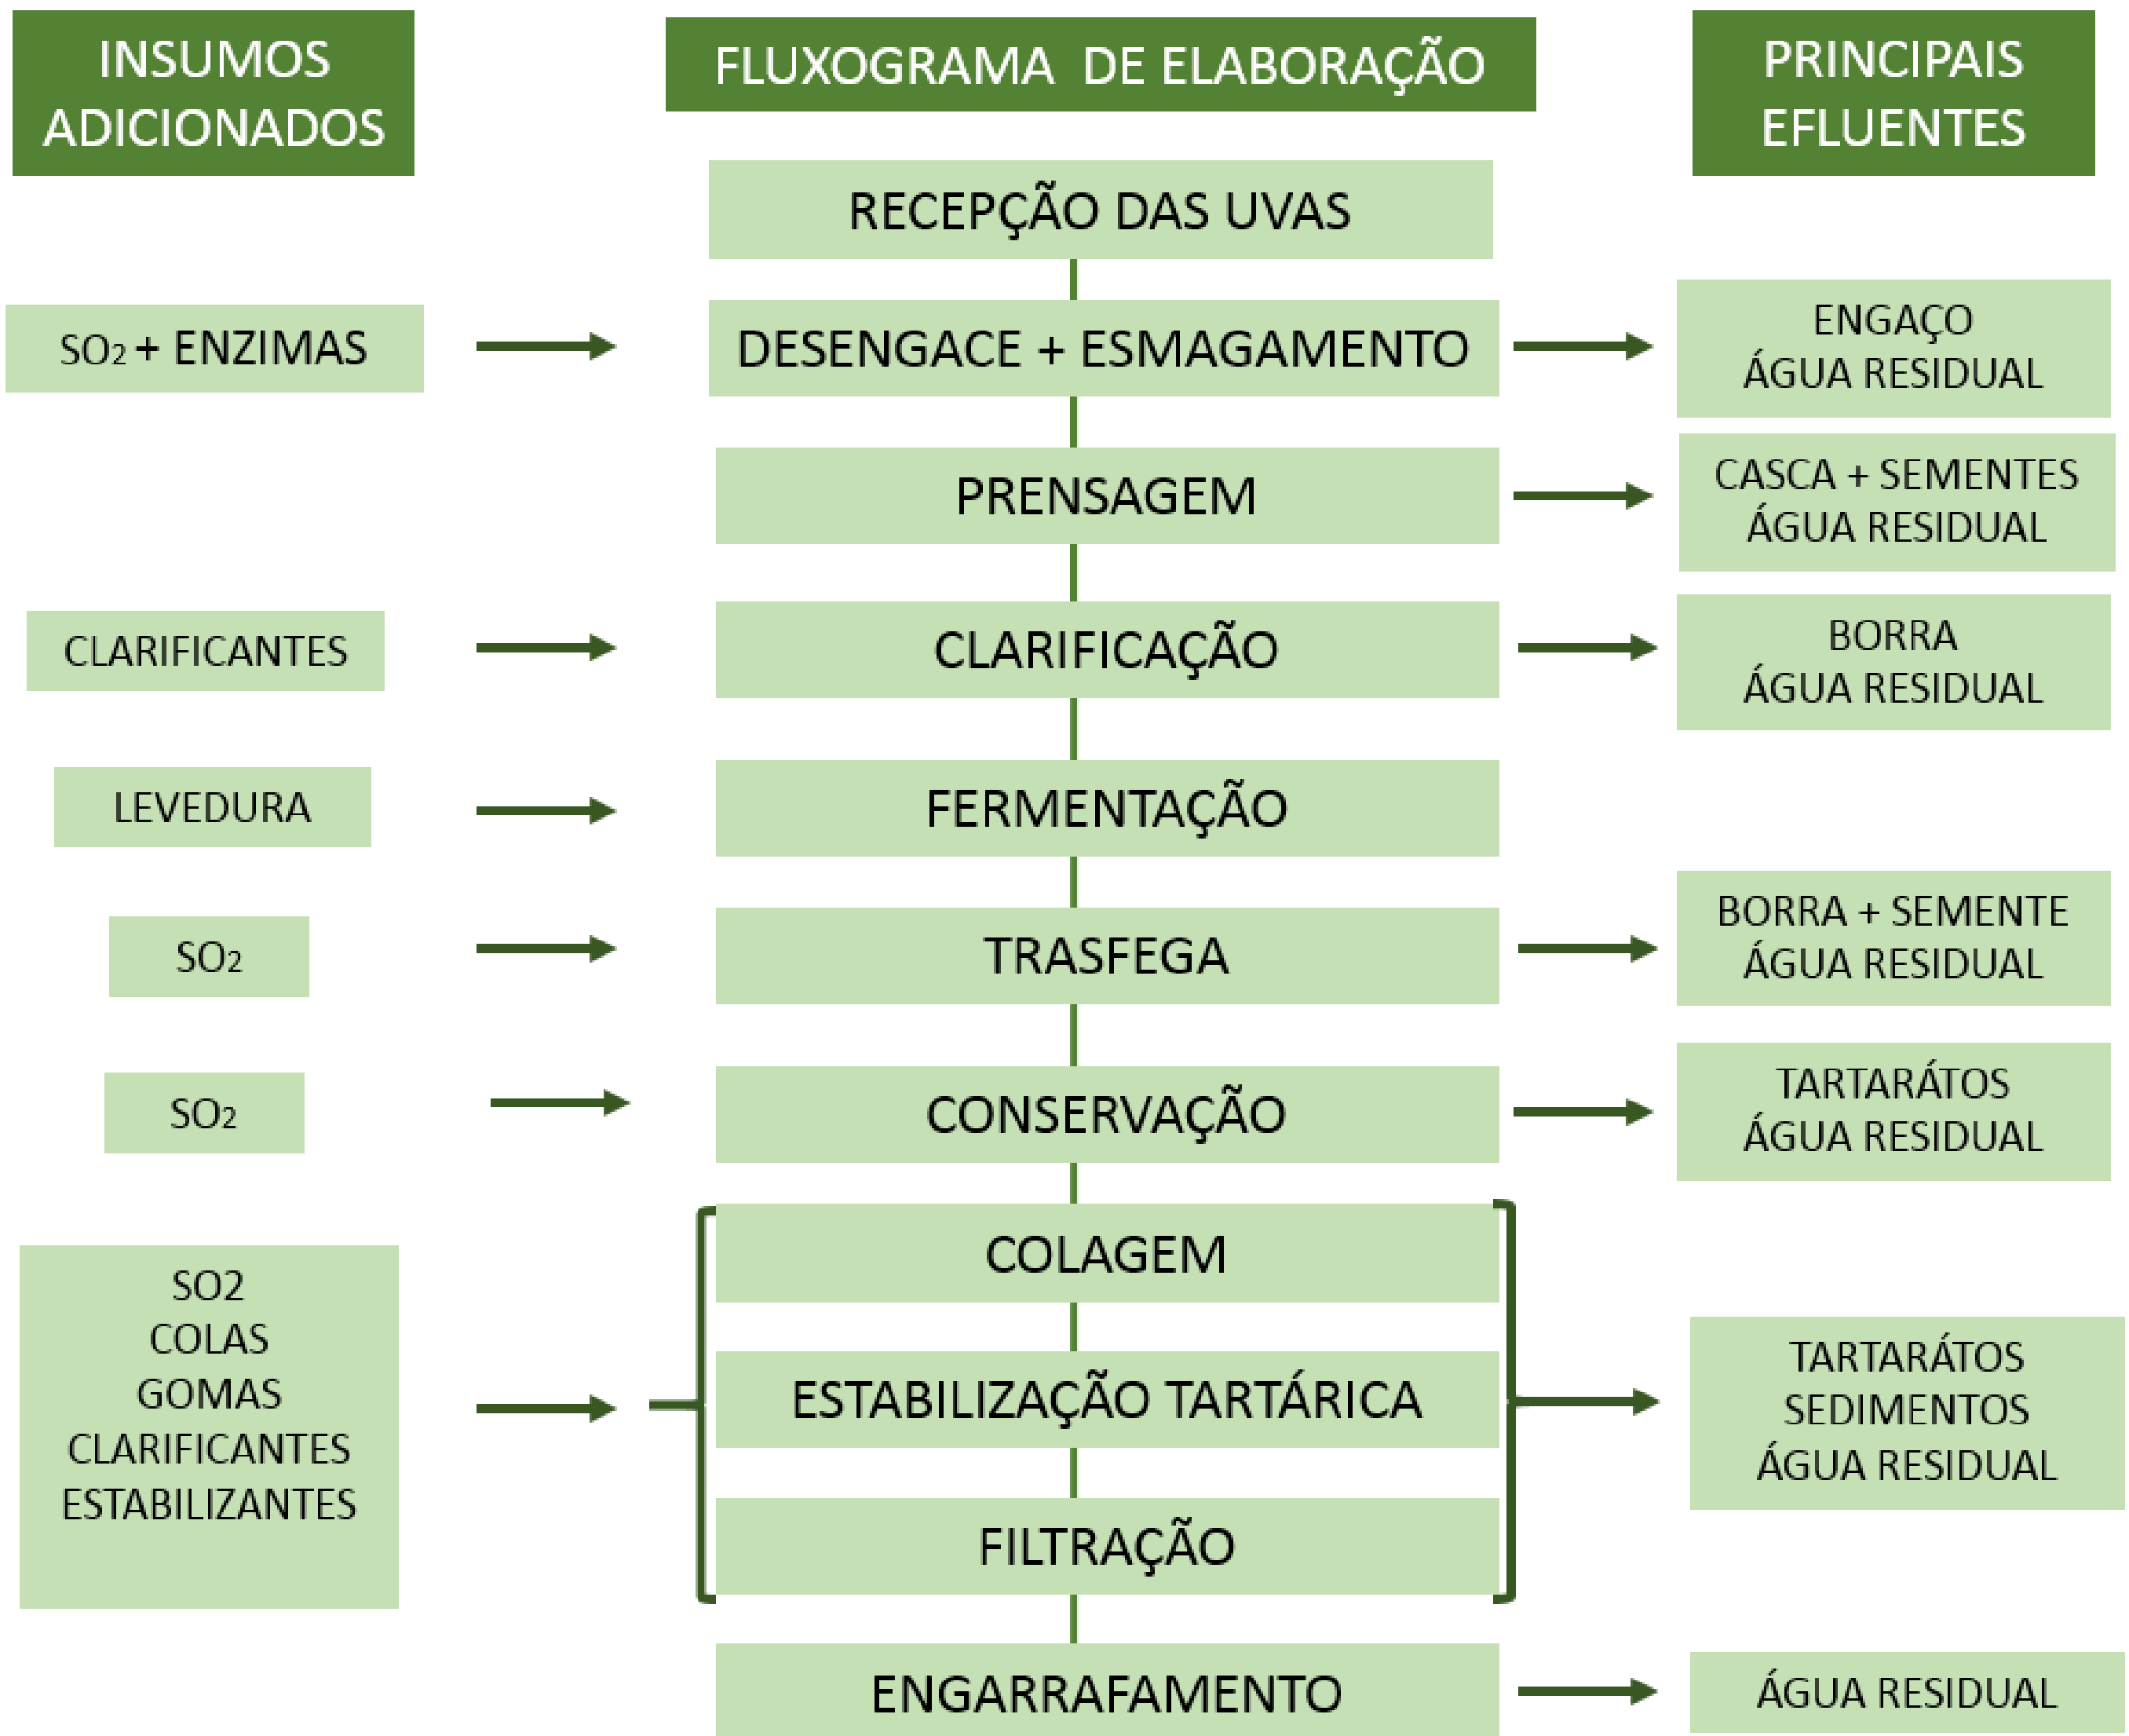 INSUMOS
ADICIONADOS
FLUXOGRAMA DE ELABORAÇÃO
PRINCIPAIS
EFLUENTES
RECEPÇÃO DAS UVAS
SO₂ + ENZIMAS
DESENGACE + ESMAGAMENTO
ENGAÇO
ÁGUA RESIDUAL
PRENSAGEM
CASCA + SEMENTES
ÁGUA RESIDUAL
CLARIFICANTES
CLARIFICAÇÃO
BORRA
ÁGUA RESIDUAL
LEVEDURA
FERMENTAÇÃO
SO₂
TRASFEGA
BORRA + SEMENTE
ÁGUA RESIDUAL
SO₂
CONSERVAÇÃO
TARTARÁTOS
ÁGUA RESIDUAL
SO2
COLAS
GOMAS
CLARIFICANTES
ESTABILIZANTES
COLAGEM
ESTABILIZAÇÃO TARTÁRICA
FILTRAÇÃO
TARTARÁTOS
SEDIMENTOS
ÁGUA RESIDUAL
ENGARRAFAMENTO
ÁGUA RESIDUAL